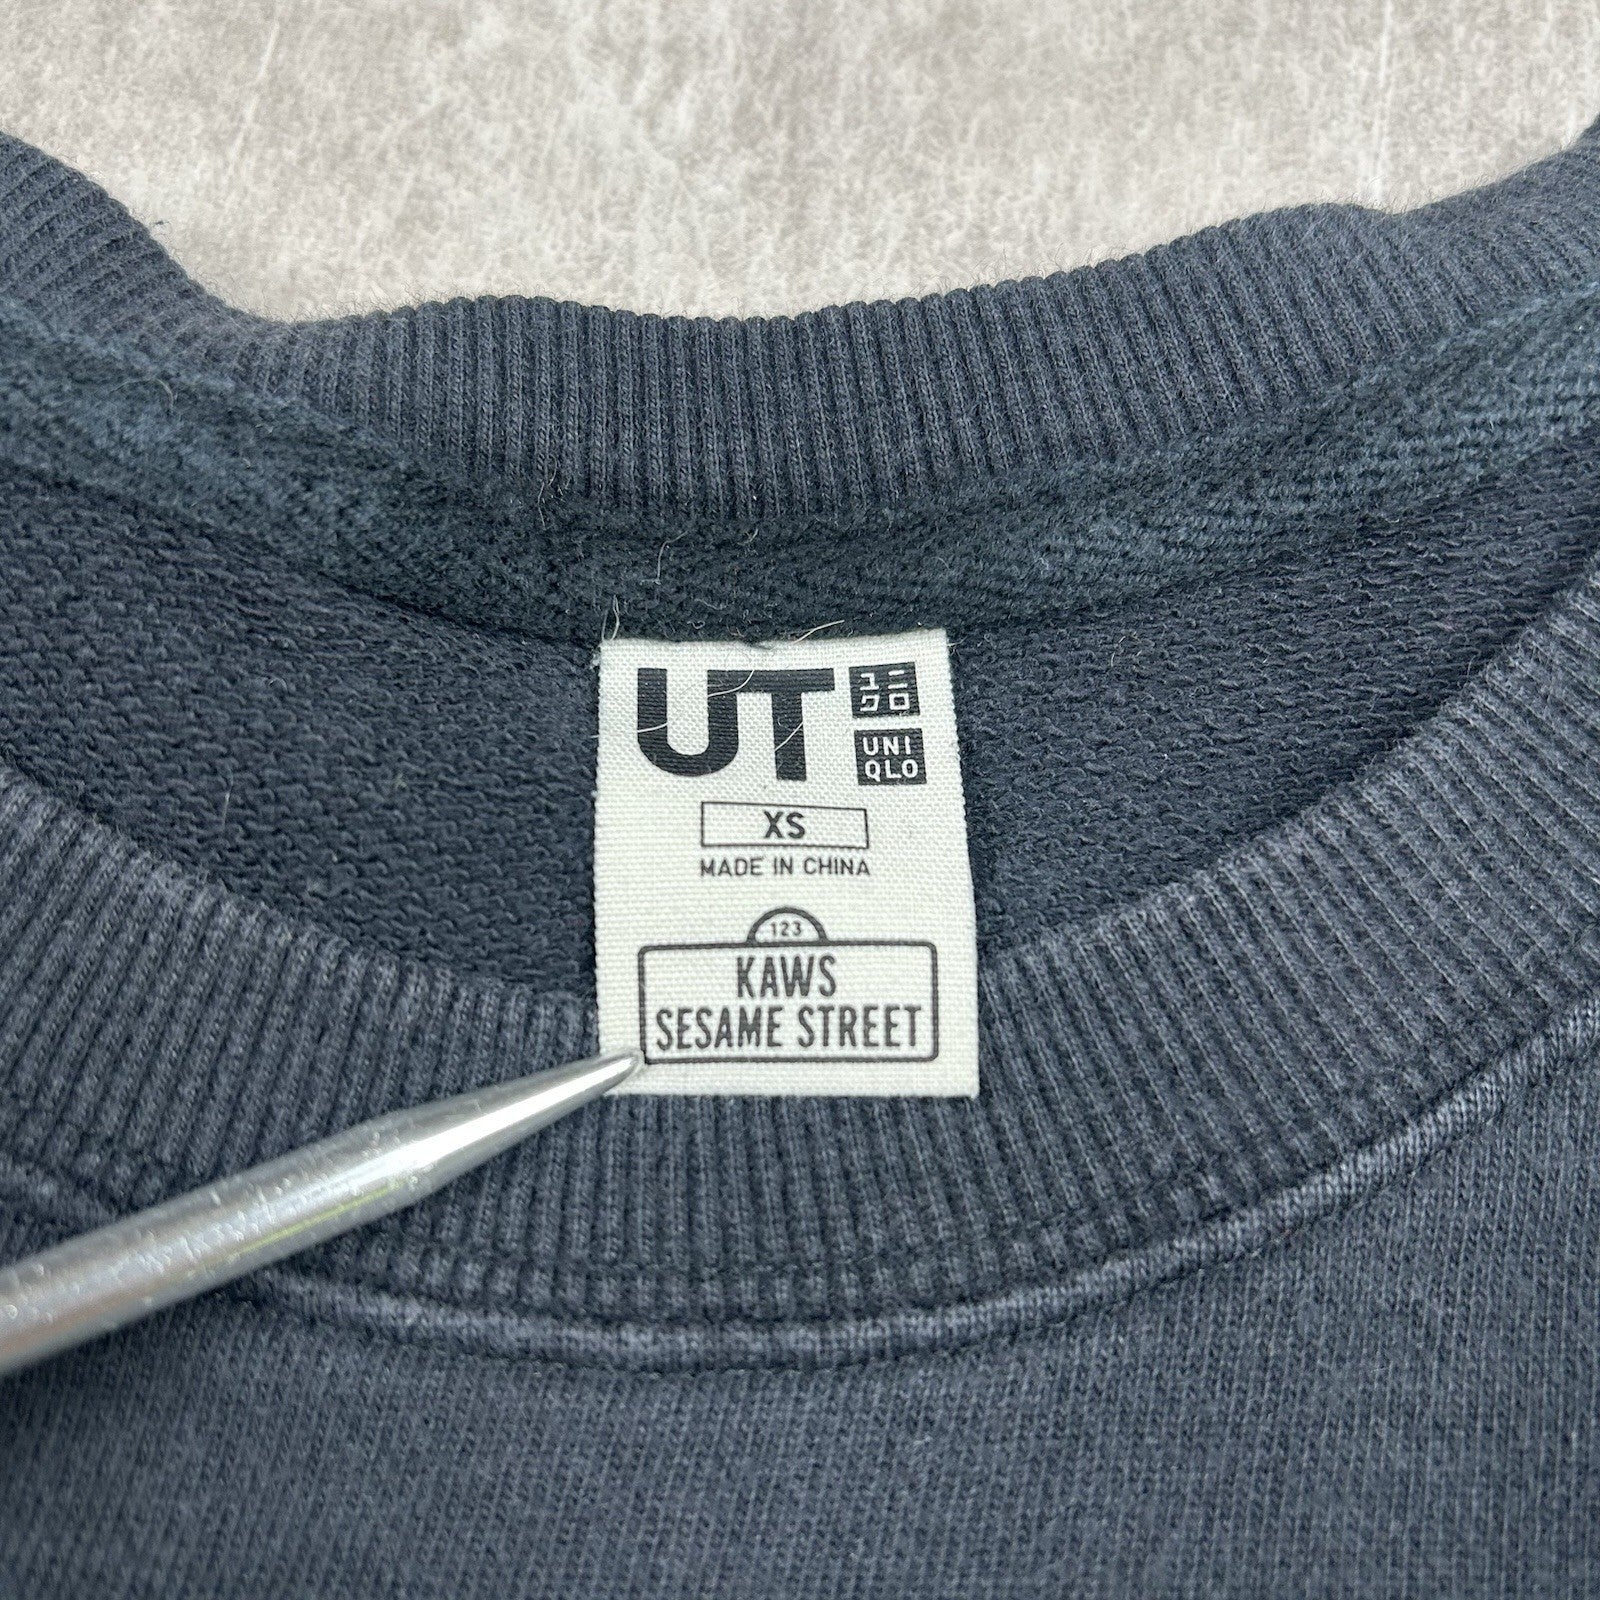 UT
ユニ
クロ
UNI
QLO
XS
MADE IN CHINA
123
KAWS
SESAME STREET